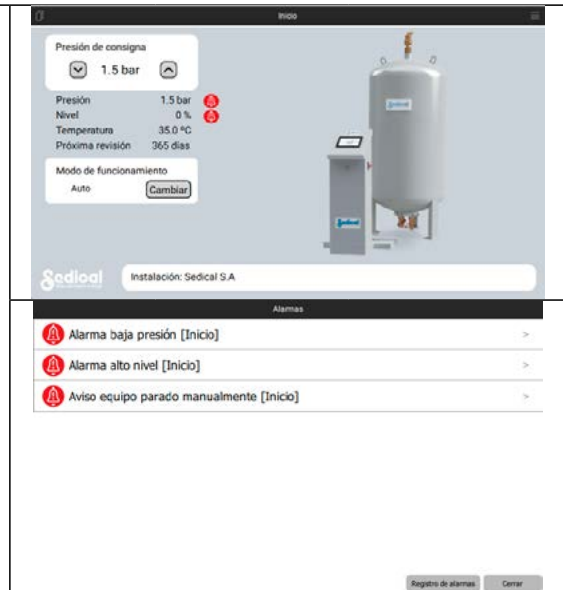 Inicio
Presión de consigna
1.5 bar
Presión 1.5 bar
Nivel 0 %
Temperatura 35.0 ºC
Próxima revisión 365 días
Modo de funcionamiento
Auto Cambiar
Sedical
Sedical
Sedical Instalación: Sedical S.A
Alarmas
Alarma baja presión [Inicio] >
Alarma alto nivel [Inicio] >
Aviso equipo parado manualmente [Inicio] >
Registro de alarmas Cerrar